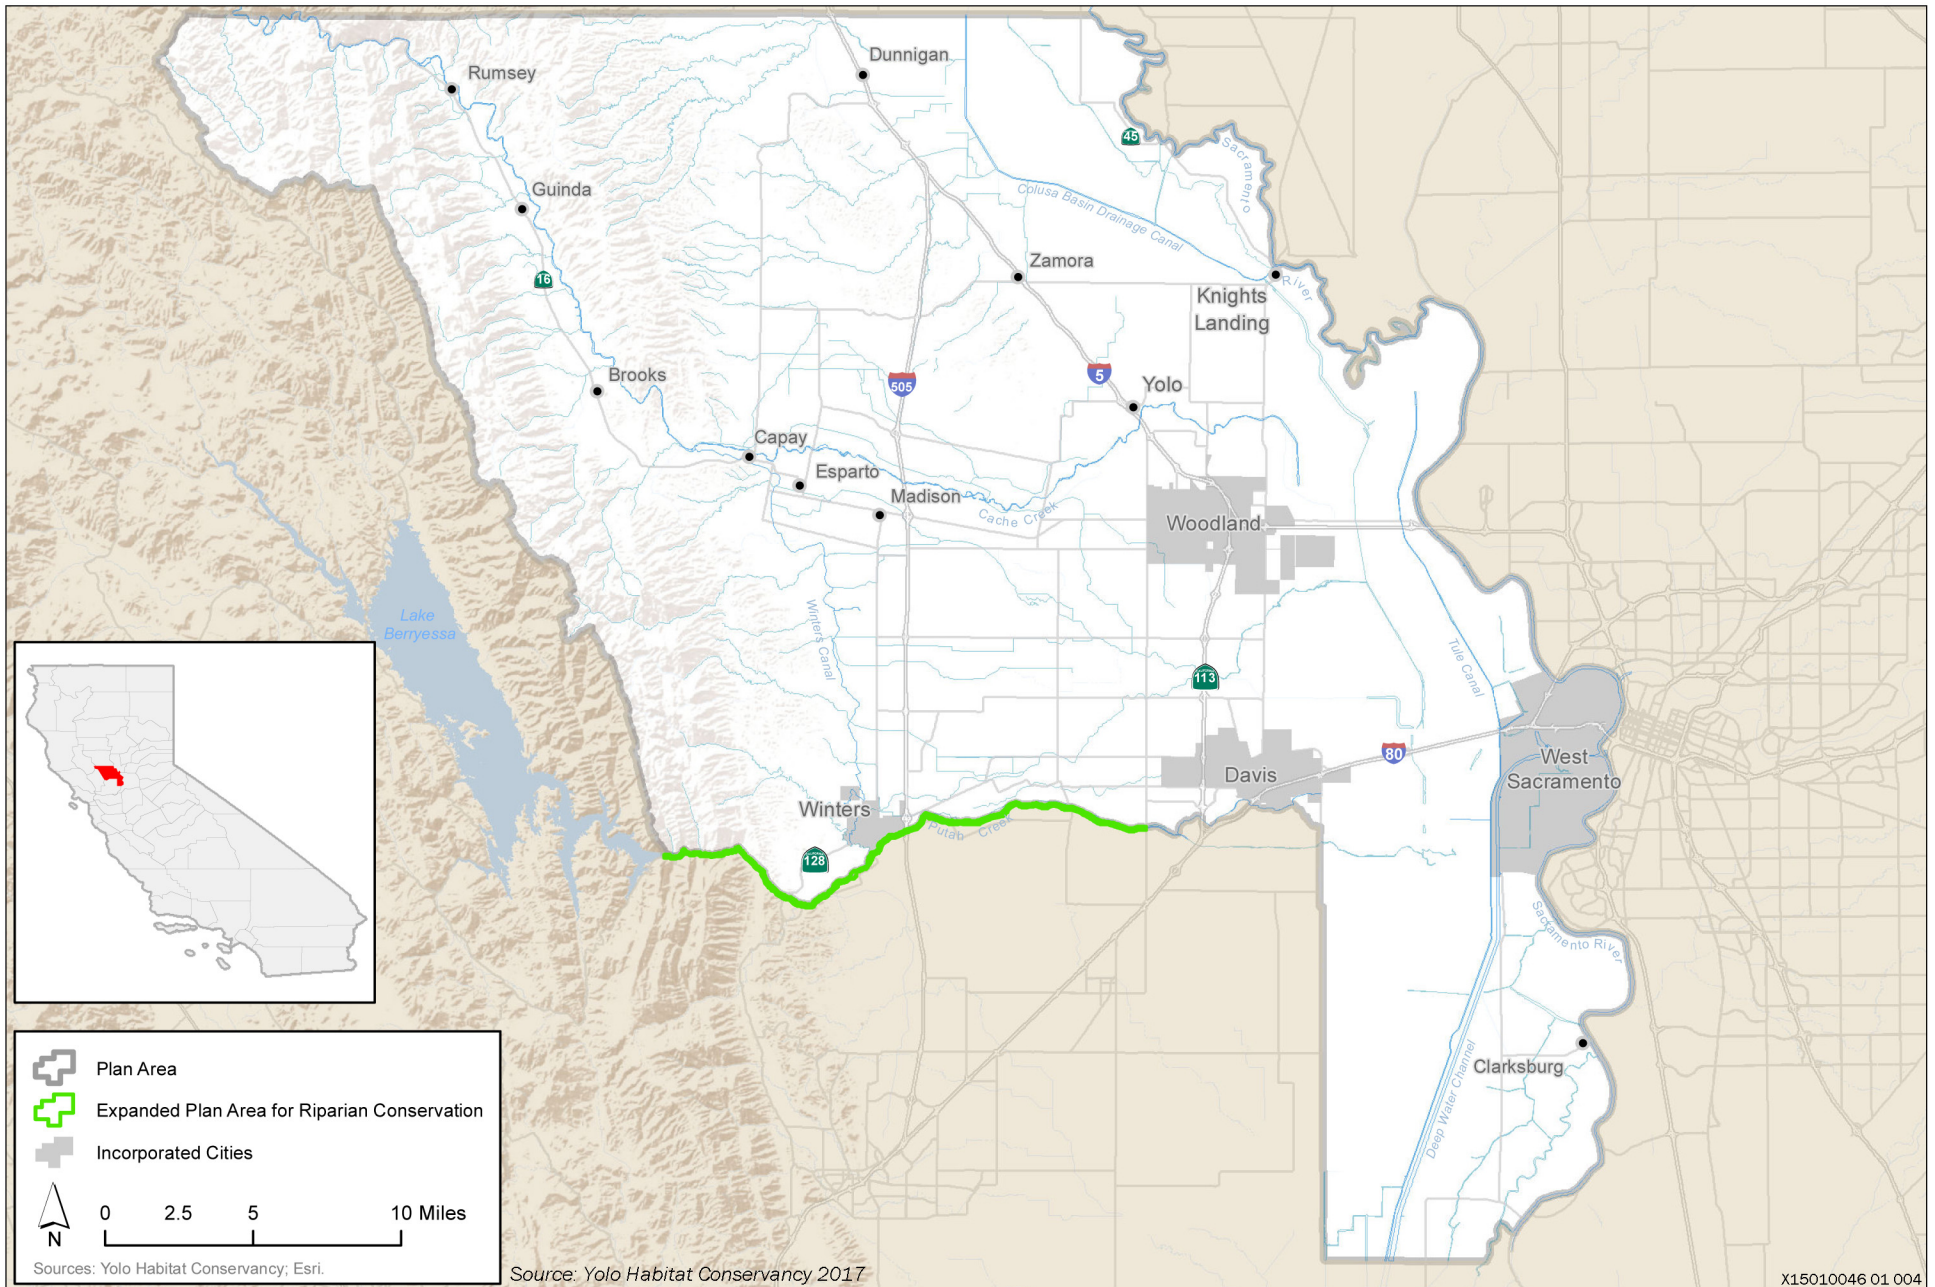 Dunnigan
Rumsey
45
Sacramento
Guinda
Colusa Basin Drainage Canal
Zamora
16
River
Knights
Landing
505
5
Brooks
Yolo
Capay
Esparto
Madison
Cache Creek
Woodland
Lake
Berryessa
Winters Canal
Tule Canal
113
80
Davis
West
Sacramento
Winters
Putah Creek
128
Sacramento River
Clarksburg
Deep Water Channel
Plan Area
Expanded Plan Area for Riparian Conservation
Incorporated Cities
0 2.5 5 10 Miles
N
Sources: Yolo Habitat Conservancy; Esri.
Source: Yolo Habitat Conservancy 2017
X15010046 01 004